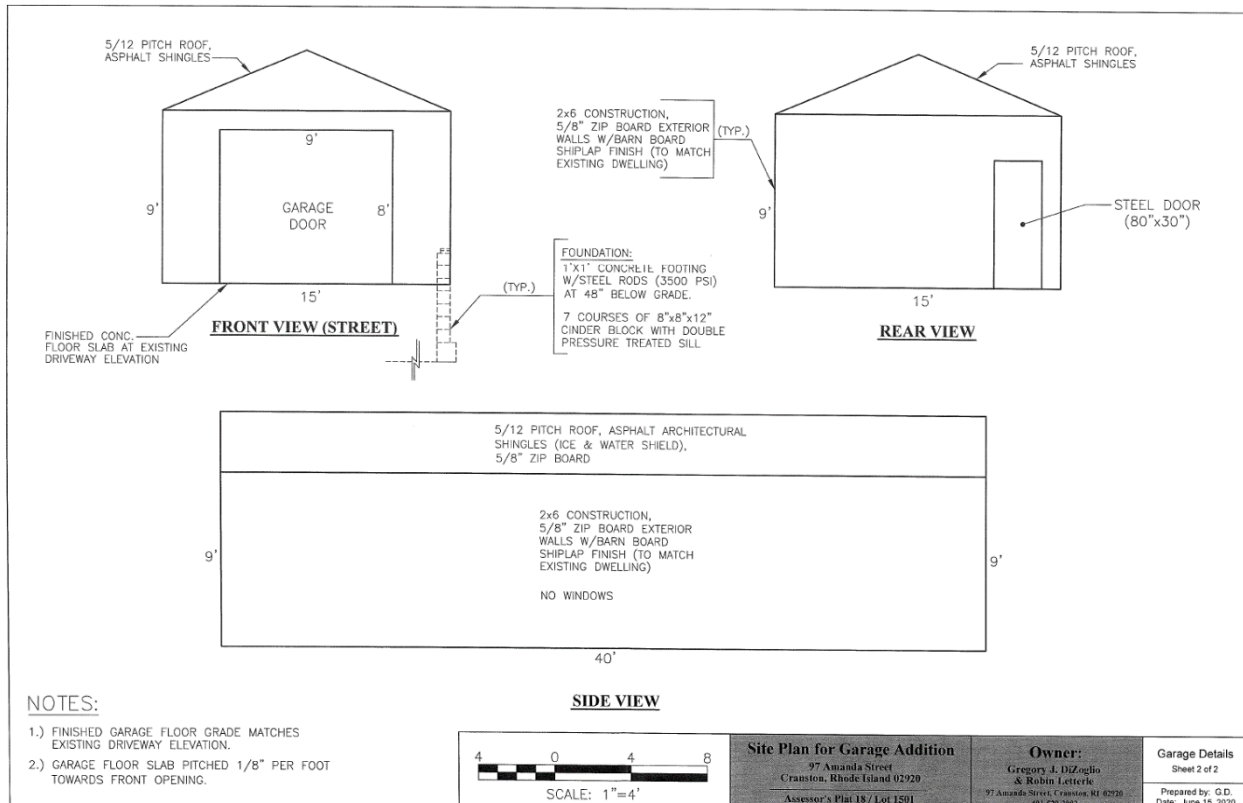 5/12 PITCH ROOF,
ASPHALT SHINGLES
9'
9'
GARAGE
DOOR
8'
15'
FRONT VIEW (STREET)
FINISHED CONC.
FLOOR SLAB AT EXISTING
DRIVEWAY ELEVATION
(TYP.)
FOUNDATION:
1'X1' CONCRETE FOOTING
W/STEEL RODS (3500 PSI)
AT 48" BELOW GRADE.
7 COURSES OF 8"x8"x12"
CINDER BLOCK WITH DOUBLE
PRESSURE TREATED SILL
2x6 CONSTRUCTION,
5/8" ZIP BOARD EXTERIOR
WALLS W/BARN BOARD
SHIPLAP FINISH (TO MATCH
EXISTING DWELLING)
(TYP.)
5/12 PITCH ROOF,
ASPHALT SHINGLES
9'
STEEL DOOR
(80"x30")
15'
REAR VIEW
5/12 PITCH ROOF, ASPHALT ARCHITECTURAL
SHINGLES (ICE & WATER SHIELD),
5/8" ZIP BOARD
2x6 CONSTRUCTION,
5/8" ZIP BOARD EXTERIOR
WALLS W/BARN BOARD
SHIPLAP FINISH (TO MATCH
EXISTING DWELLING)
NO WINDOWS
9'
9'
40'
SIDE VIEW
NOTES:
1.) FINISHED GARAGE FLOOR GRADE MATCHES
EXISTING DRIVEWAY ELEVATION.
2.) GARAGE FLOOR SLAB PITCHED 1/8" PER FOOT
TOWARDS FRONT OPENING.
4 0 4 8
SCALE: 1"=4'
Site Plan for Garage Addition
97 Amanda Street
Cranston, Rhode Island 02920
Assessor's Plat 18 / Lot 1501
Owner:
Gregory J. DiZoglio
& Robin Letterle
97 Amanda Street, Cranston, RI 02920
Garage Details
Sheet 2 of 2
Prepared by: G.D.
Date: June 15, 2020